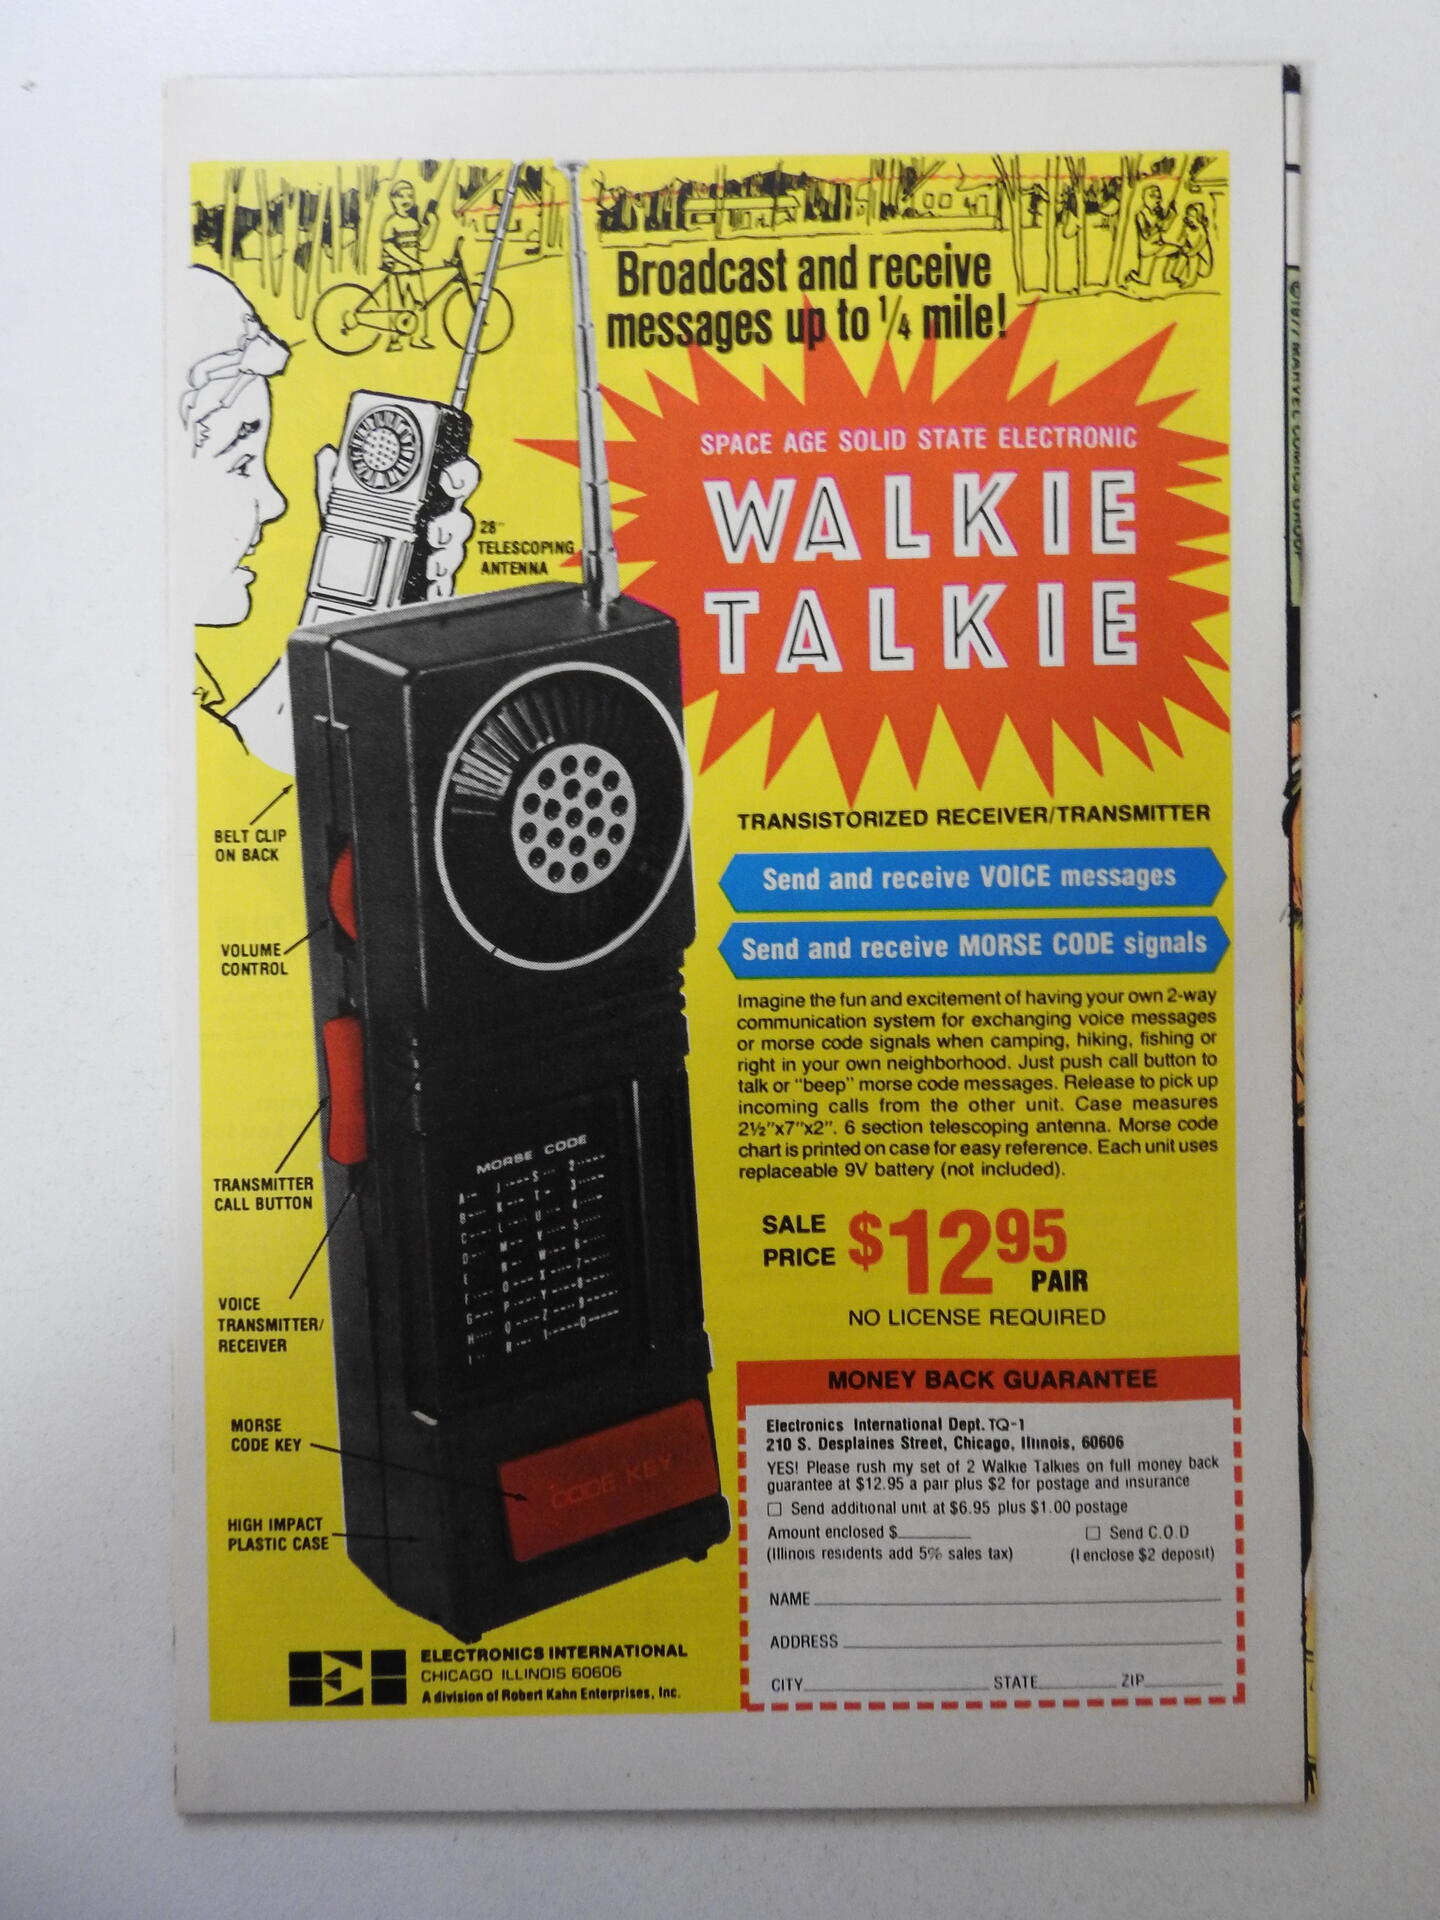 Broadcast and receive
messages up to 1/4 mile!
SPACE AGE SOLID STATE ELECTRONIC
WALKIE
TALKIE
28"
TELESCOPING
ANTENNA
BELT CLIP
ON BACK
VOLUME
CONTROL
TRANSMITTER
CALL BUTTON
VOICE
TRANSMITTER/
RECEIVER
MORSE
CODE KEY
HIGH IMPACT
PLASTIC CASE
MORSE CODE
CODE KEY
TRANSISTORIZED RECEIVER/TRANSMITTER
Send and receive VOICE messages
Send and receive MORSE CODE signals
Imagine the fun and excitement of having your own 2-way
communication system for exchanging voice messages
or morse code signals when camping, hiking, fishing or
right in your own neighborhood. Just push call button to
talk or "beep" morse code messages. Release to pick up
incoming calls from the other unit. Case measures
2½"x7"x2". 6 section telescoping antenna. Morse code
chart is printed on case for easy reference. Each unit uses
replaceable 9V battery (not included).
SALE
PRICE $12.95
PAIR
NO LICENSE REQUIRED
MONEY BACK GUARANTEE
Electronics International Dept. TQ-1
210 S. Desplaines Street, Chicago, Illinois, 60606
YES! Please rush my set of 2 Walkie Talkies on full money back
guarantee at $12.95 a pair plus $2 for postage and insurance
☐ Send additional unit at $6.95 plus $1.00 postage
Amount enclosed $ ☐ Send C.O.D
(Illinois residents add 5% sales tax) (I enclose $2 deposit)
NAME
ADDRESS
CITY STATE ZIP
EI
ELECTRONICS INTERNATIONAL
CHICAGO ILLINOIS 60606
A division of Robert Kahn Enterprises, Inc.
MARVEL COMICS GROUP